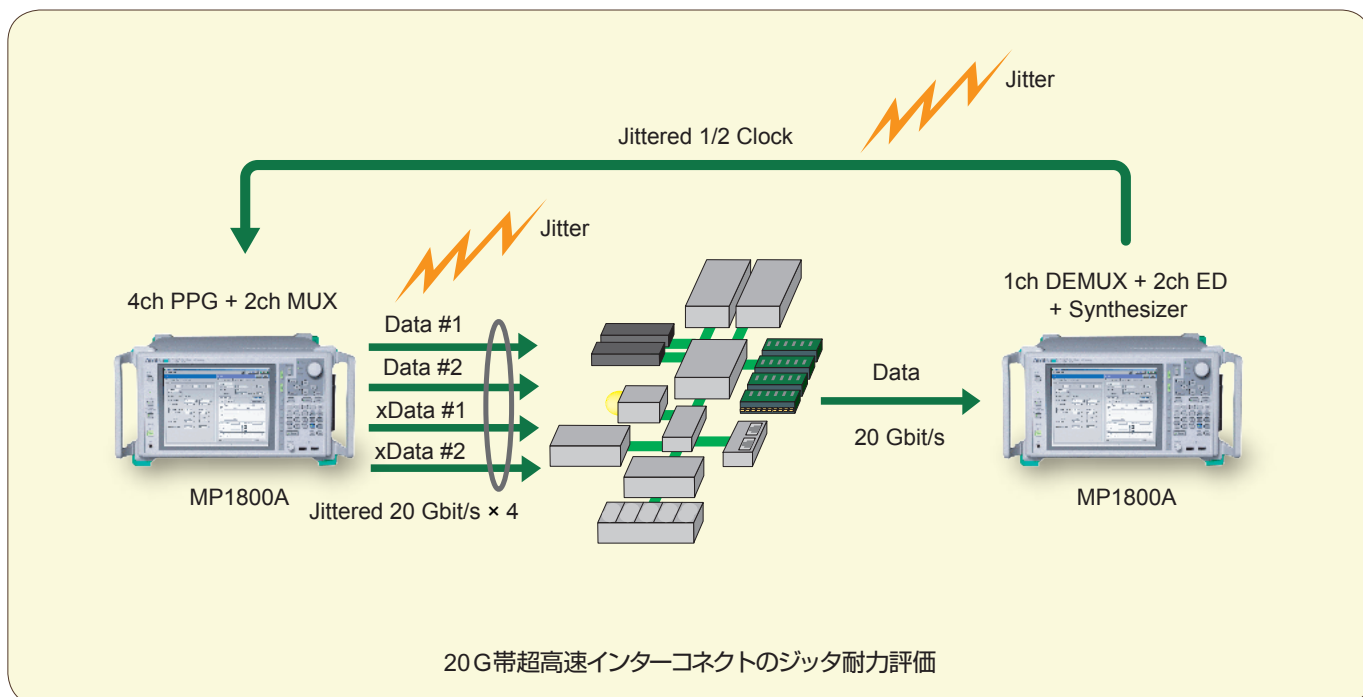 Jitter
Jittered 1/2 Clock
Jitter
4ch PPG + 2ch MUX
1ch DEMUX + 2ch ED
+ Synthesizer
Data #1
Data #2
xData #1
xData #2
Data
20 Gbit/s
MP1800A
MP1800A
Jittered 20 Gbit/s × 4
20G帯超高速インターコネクトのジッタ耐力評価